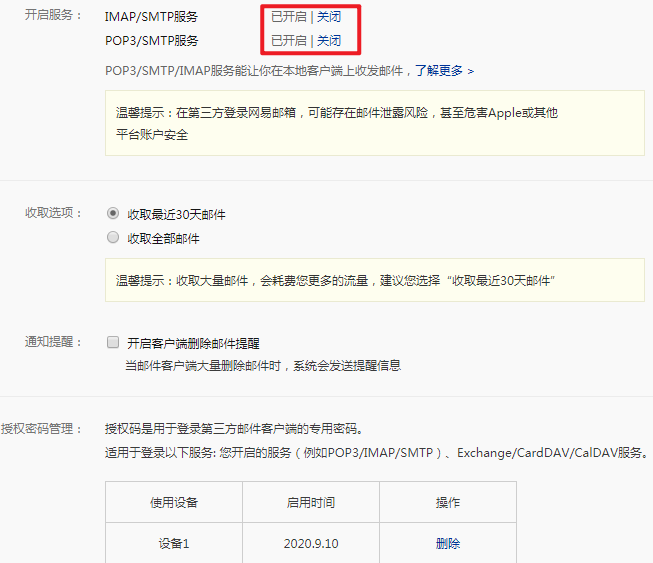 开启服务： IMAP/SMTP服务 已开启 | 关闭
POP3/SMTP服务 已开启 | 关闭
POP3/SMTP/IMAP服务能让你在本地客户端上收发邮件，了解更多 >
温馨提示：在第三方登录网易邮箱，可能存在邮件泄露风险，甚至危害Apple或其他
平台账户安全
收取选项： 收取最近30天邮件
收取全部邮件
温馨提示：收取大量邮件，会耗费您更多的流量，建议您选择“收取最近30天邮件”
通知提醒： 开启客户端删除邮件提醒
当邮件客户端大量删除邮件时，系统会发送提醒信息
授权密码管理： 授权码是用于登录第三方邮件客户端的专用密码。
适用于登录以下服务: 您开启的服务（例如POP3/IMAP/SMTP）、Exchange/CardDAV/CalDAV服务。
使用设备 启用时间 操作
设备1 2020.9.10 删除